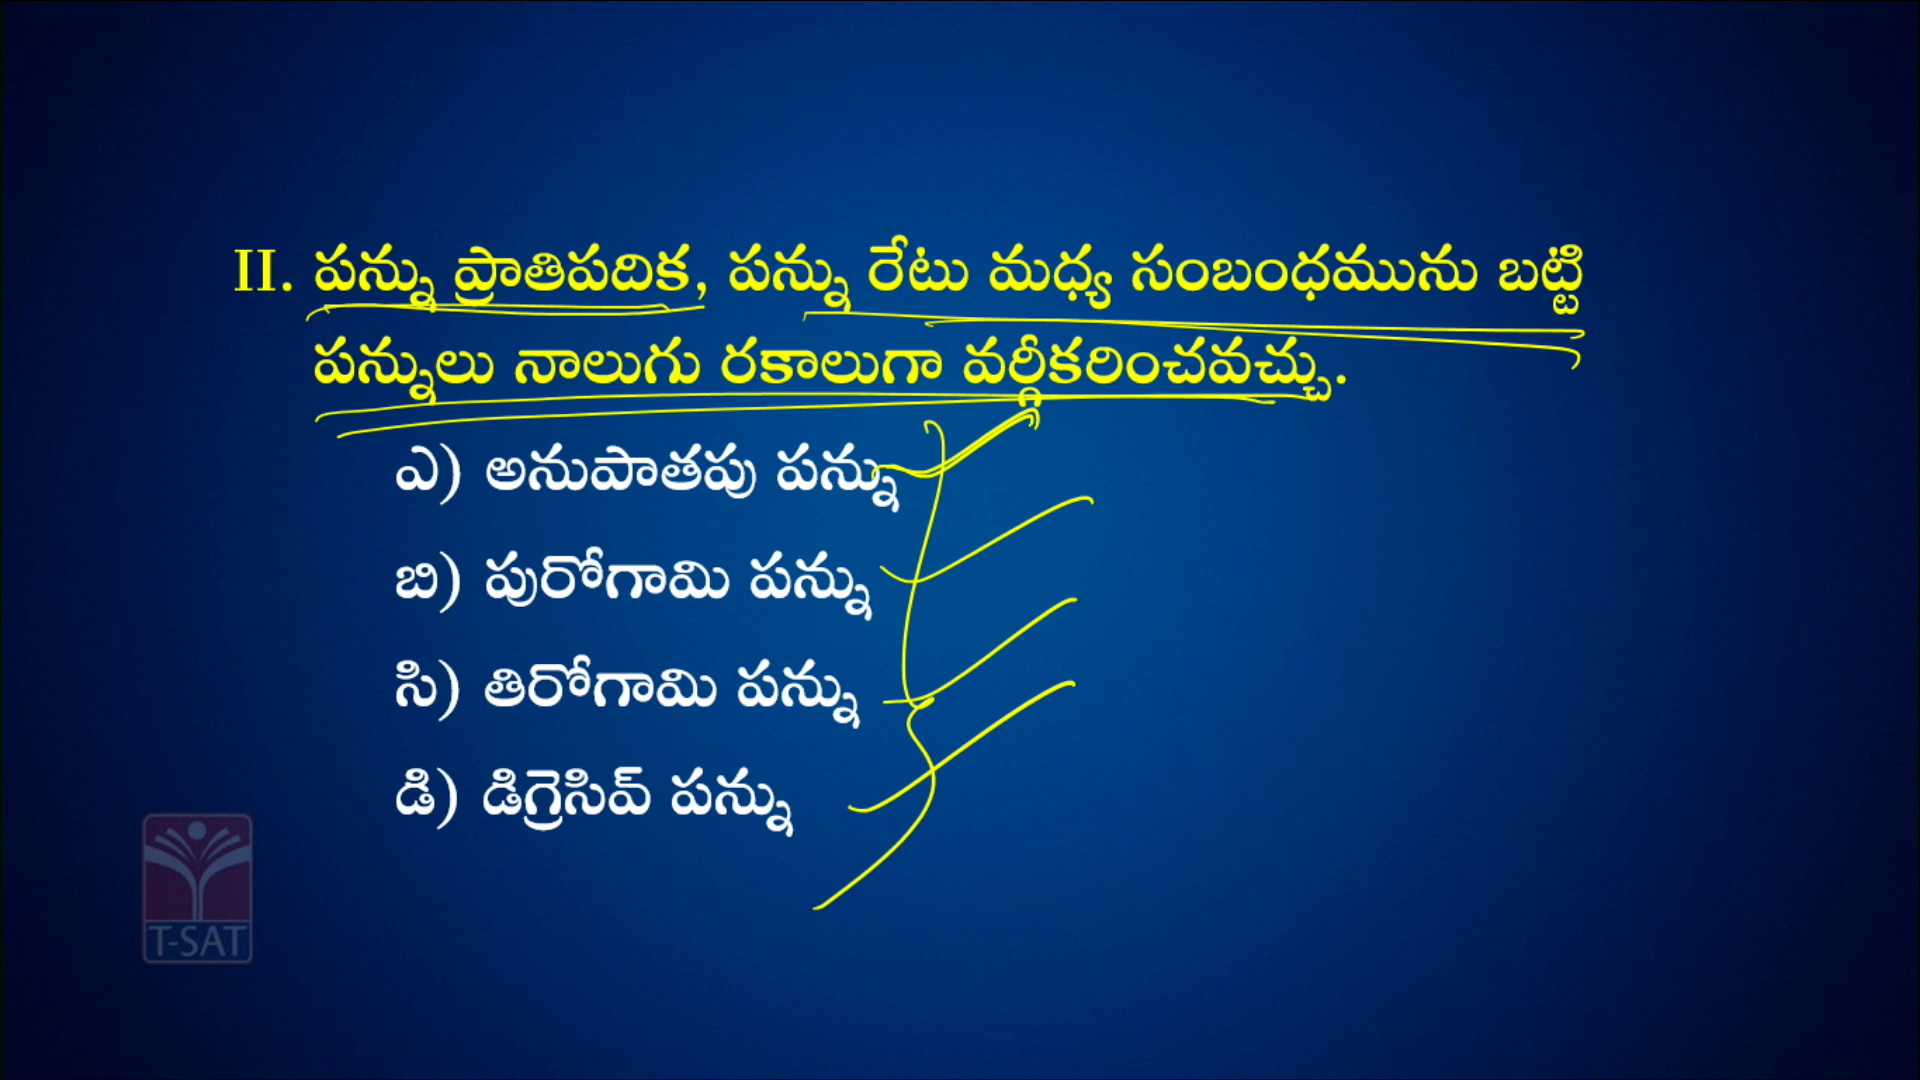 II. పన్ను ప్రాతిపదిక, పన్ను రేటు మధ్య సంబంధమును బట్టి
పన్నులు నాలుగు రకాలుగా వర్గీకరించవచ్చు.
ఎ) అనుపాతపు పన్ను
బి) పురోగామి పన్ను
సి) తిరోగామి పన్ను
డి) డిగ్రెసివ్ పన్ను
T-SAT